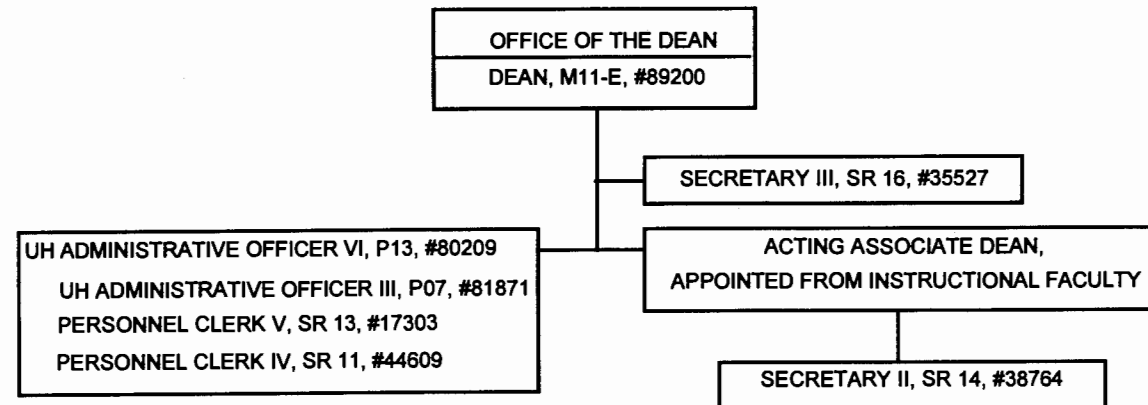 OFFICE OF THE DEAN
DEAN, M11-E, #89200
SECRETARY III, SR 16, #35527
UH ADMINISTRATIVE OFFICER VI, P13, #80209
UH ADMINISTRATIVE OFFICER III, P07, #81871
PERSONNEL CLERK V, SR 13, #17303
PERSONNEL CLERK IV, SR 11, #44609
ACTING ASSOCIATE DEAN,
APPOINTED FROM INSTRUCTIONAL FACULTY
SECRETARY II, SR 14, #38764